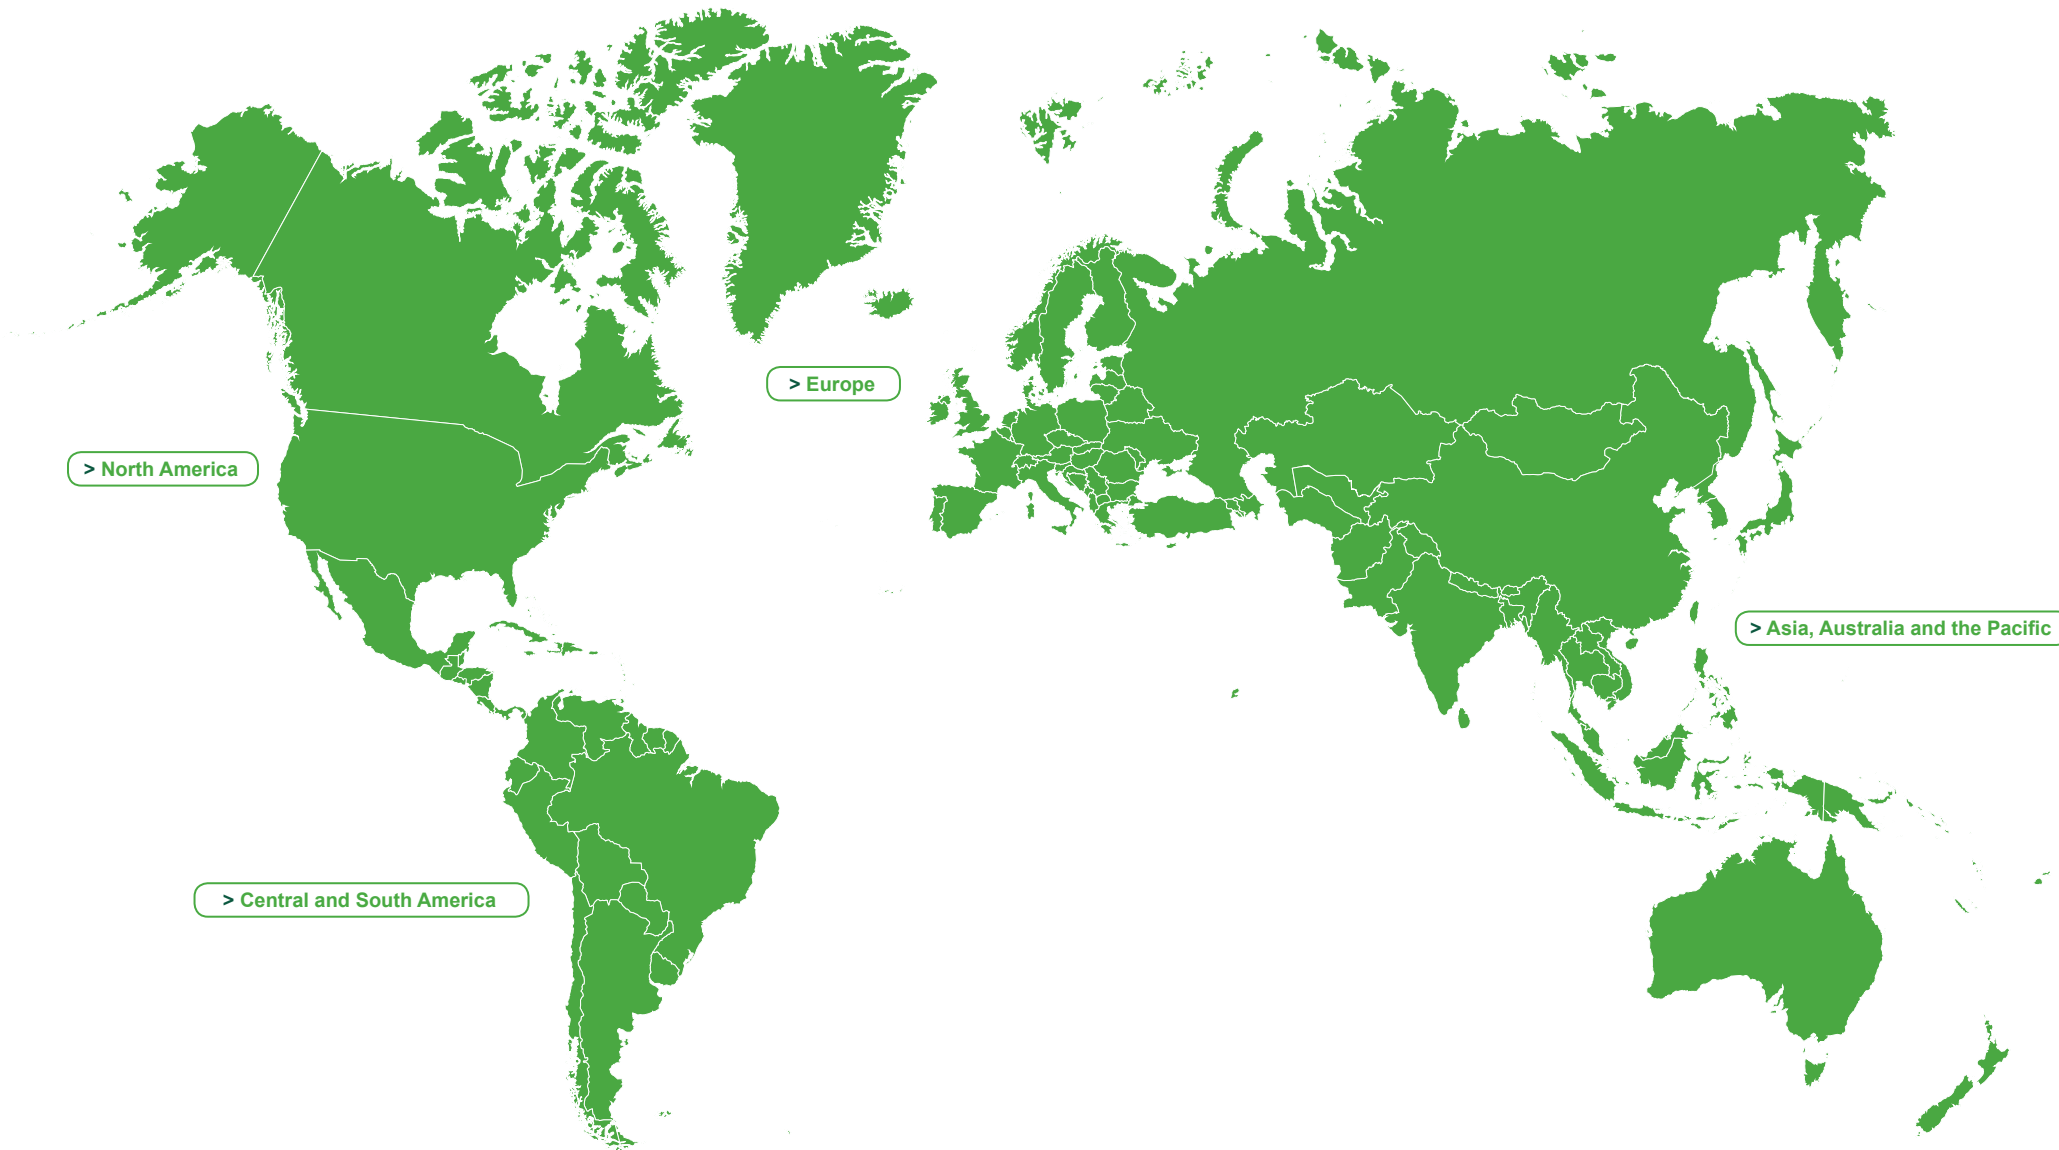 > Europe
> North America
> Asia, Australia and the Pacific
> Central and South America